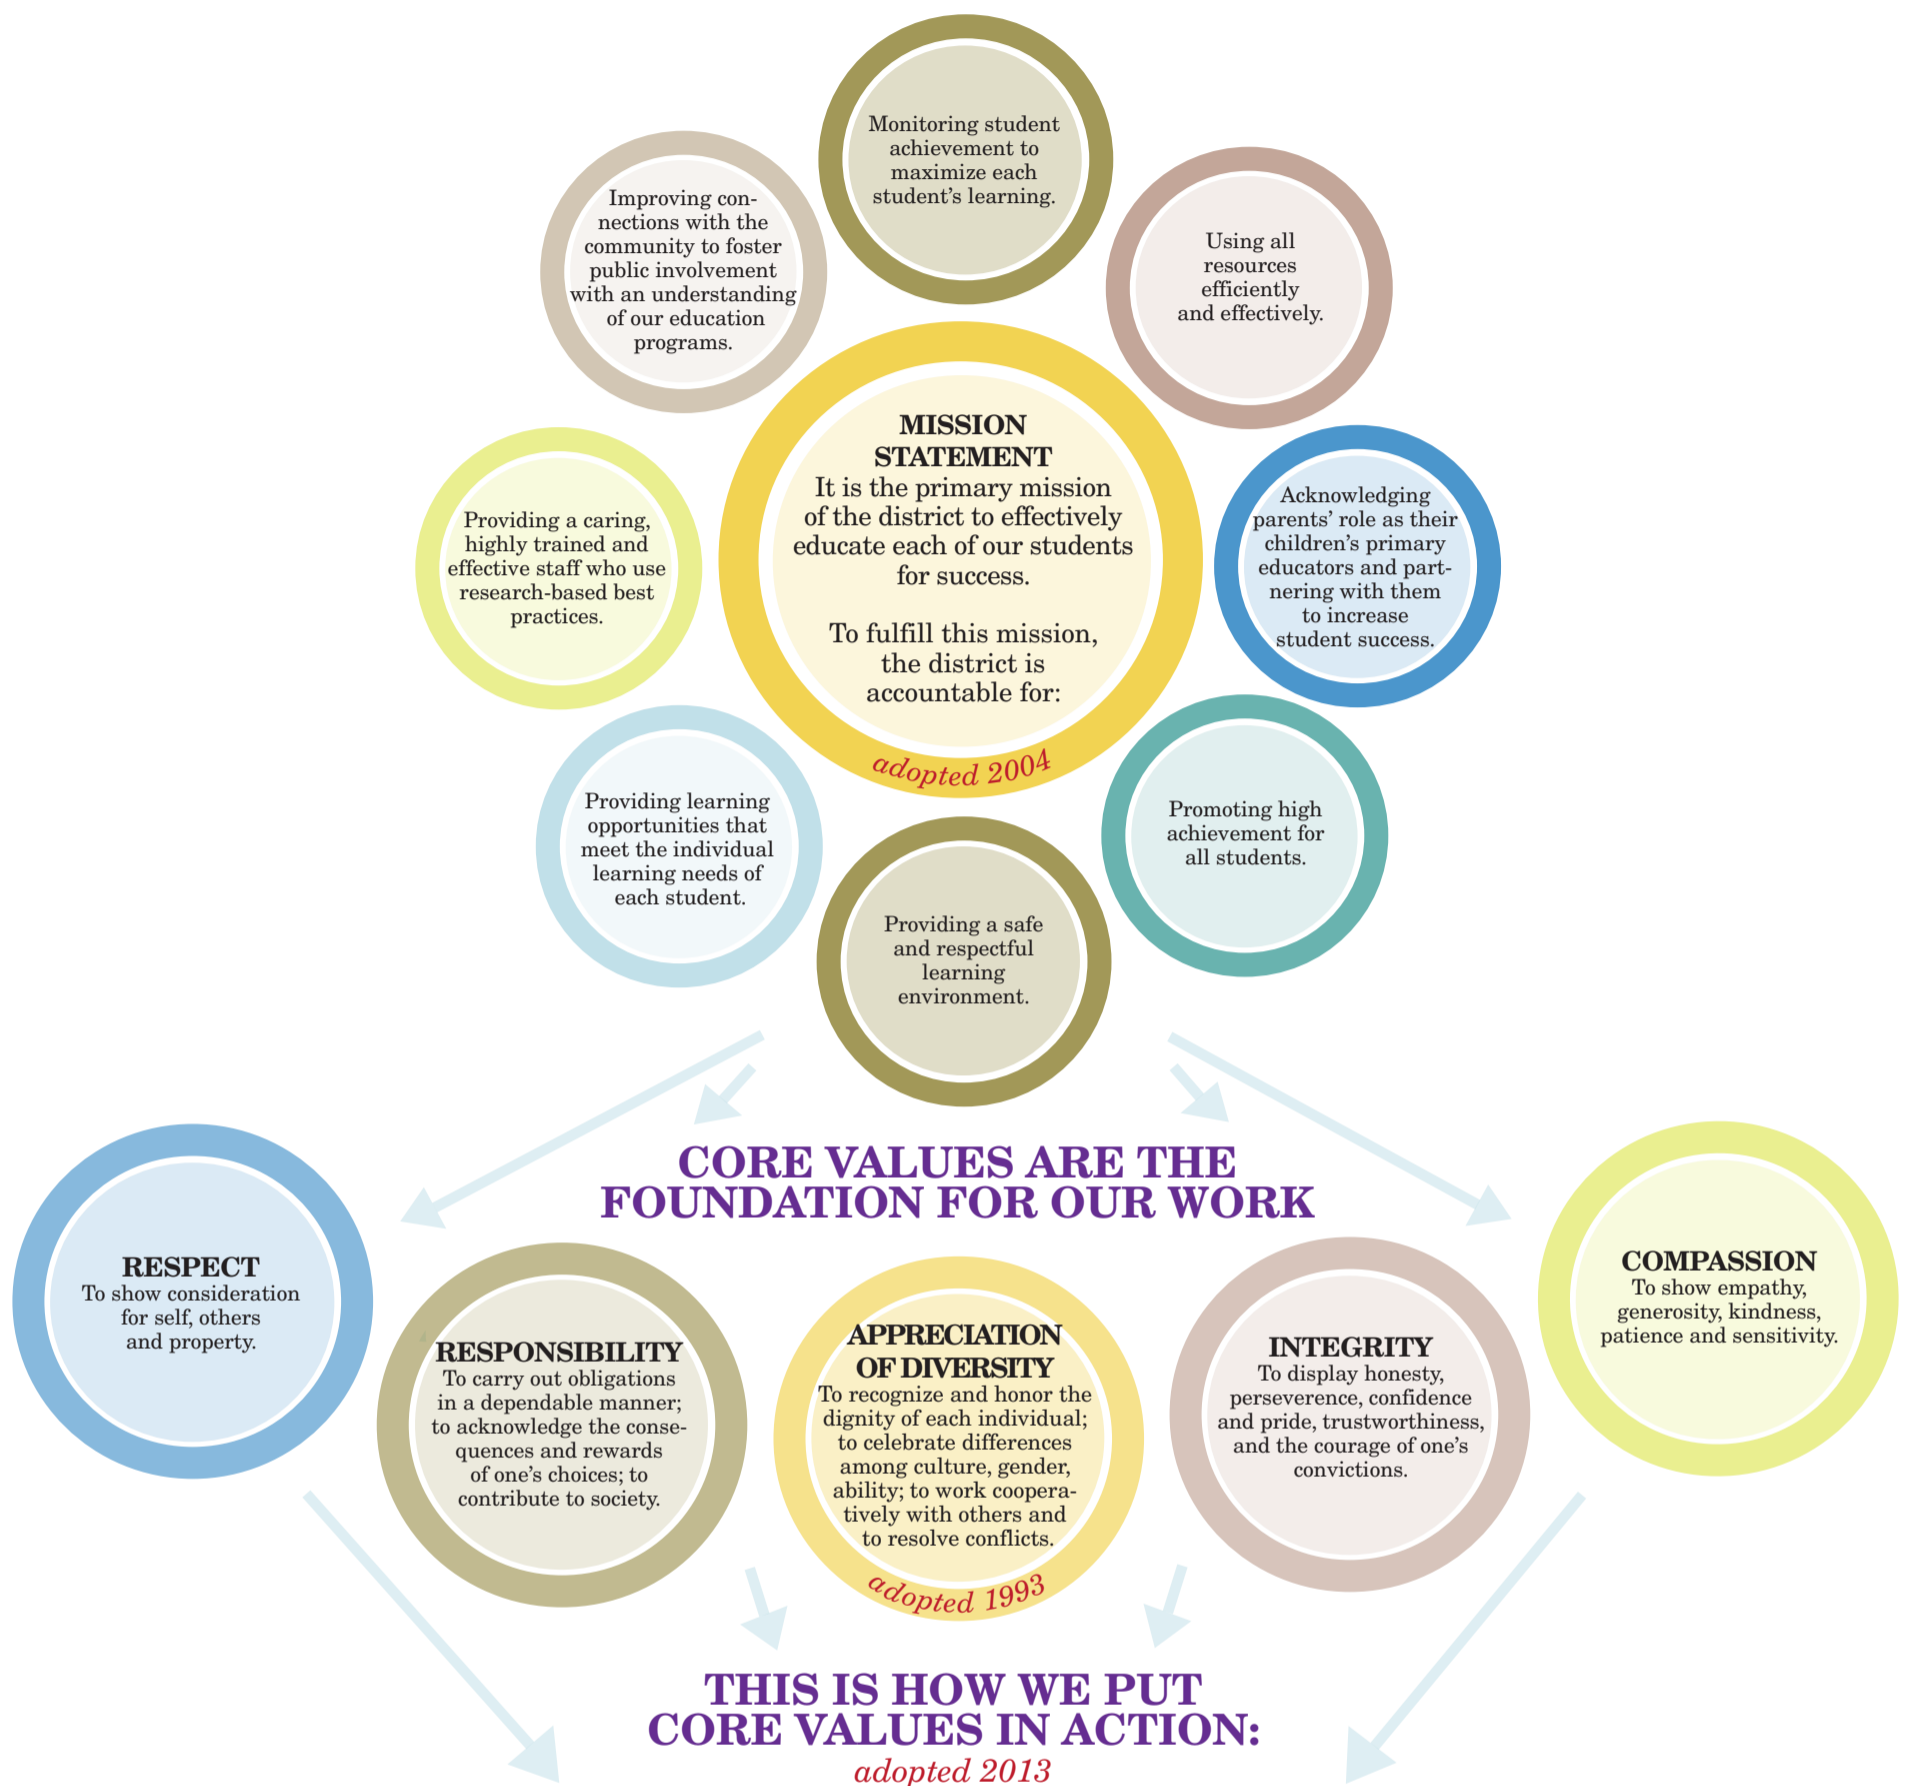 Monitoring student
achievement to
maximize each
student's learning.
Improving con-
nections with the
community to foster
public involvement
with an understanding
of our education
programs.
Using all
resources
efficiently
and effectively.
MISSION
STATEMENT
It is the primary mission
of the district to effectively
educate each of our students
for success.
To fulfill this mission,
the district is
accountable for:
adopted 2004
Providing a caring,
highly trained and
effective staff who use
research-based best
practices.
Acknowledging
parents' role as their
children's primary
educators and part-
nering with them
to increase
student success.
Providing learning
opportunities that
meet the individual
learning needs of
each student.
Promoting high
achievement for
all students.
Providing a safe
and respectful
learning
environment.
CORE VALUES ARE THE
FOUNDATION FOR OUR WORK
RESPECT
To show consideration
for self, others
and property.
RESPONSIBILITY
To carry out obligations
in a dependable manner;
to acknowledge the conse-
quences and rewards
of one's choices; to
contribute to society.
APPRECIATION
OF DIVERSITY
To recognize and honor the
dignity of each individual;
to celebrate differences
among culture, gender,
ability; to work coopera-
tively with others and
to resolve conflicts.
adopted 1993
INTEGRITY
To display honesty,
perseverence, confidence
and pride, trustworthiness,
and the courage of one's
convictions.
COMPASSION
To show empathy,
generosity, kindness,
patience and sensitivity.
THIS IS HOW WE PUT
CORE VALUES IN ACTION:
adopted 2013